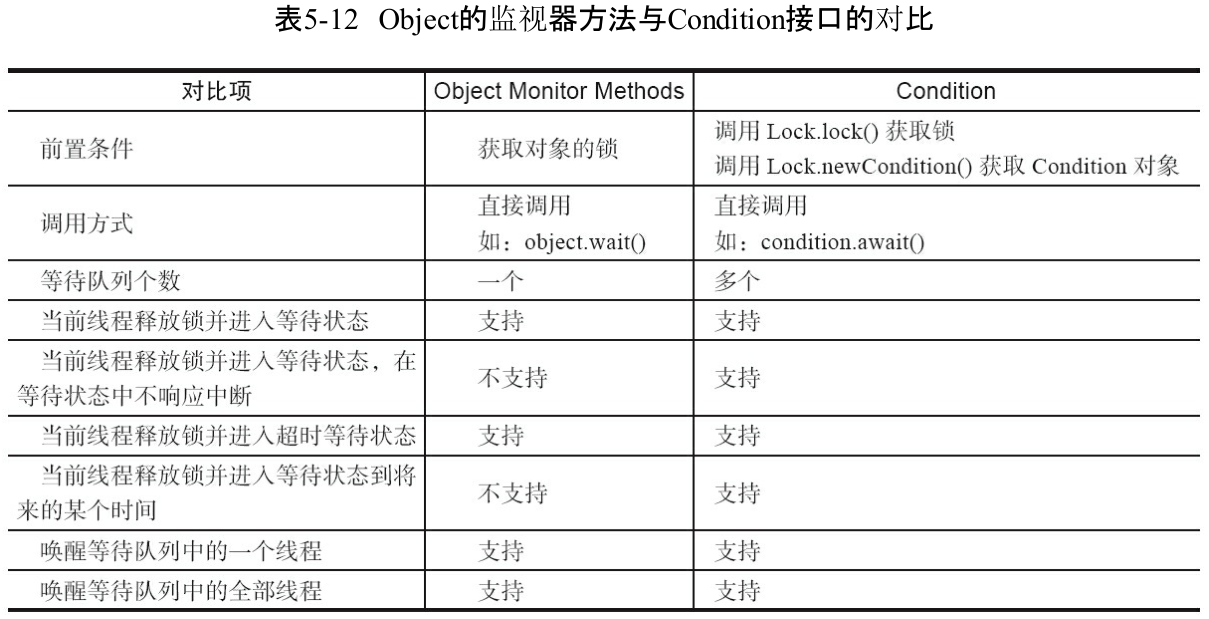 表5-12 Object的监视器方法与Condition接口的对比
对比项 Object Monitor Methods Condition
前置条件 获取对象的锁 调用 Lock.lock() 获取锁
调用 Lock.newCondition() 获取 Condition 对象
调用方式 直接调用 直接调用
如：object.wait() 如：condition.await()
等待队列个数 一个 多个
当前线程释放锁并进入等待状态 支持 支持
当前线程释放锁并进入等待状态，在
等待状态中不响应中断 不支持 支持
当前线程释放锁并进入超时等待状态 支持 支持
当前线程释放锁并进入等待状态到将
来的某个时间 不支持 支持
唤醒等待队列中的一个线程 支持 支持
唤醒等待队列中的全部线程 支持 支持